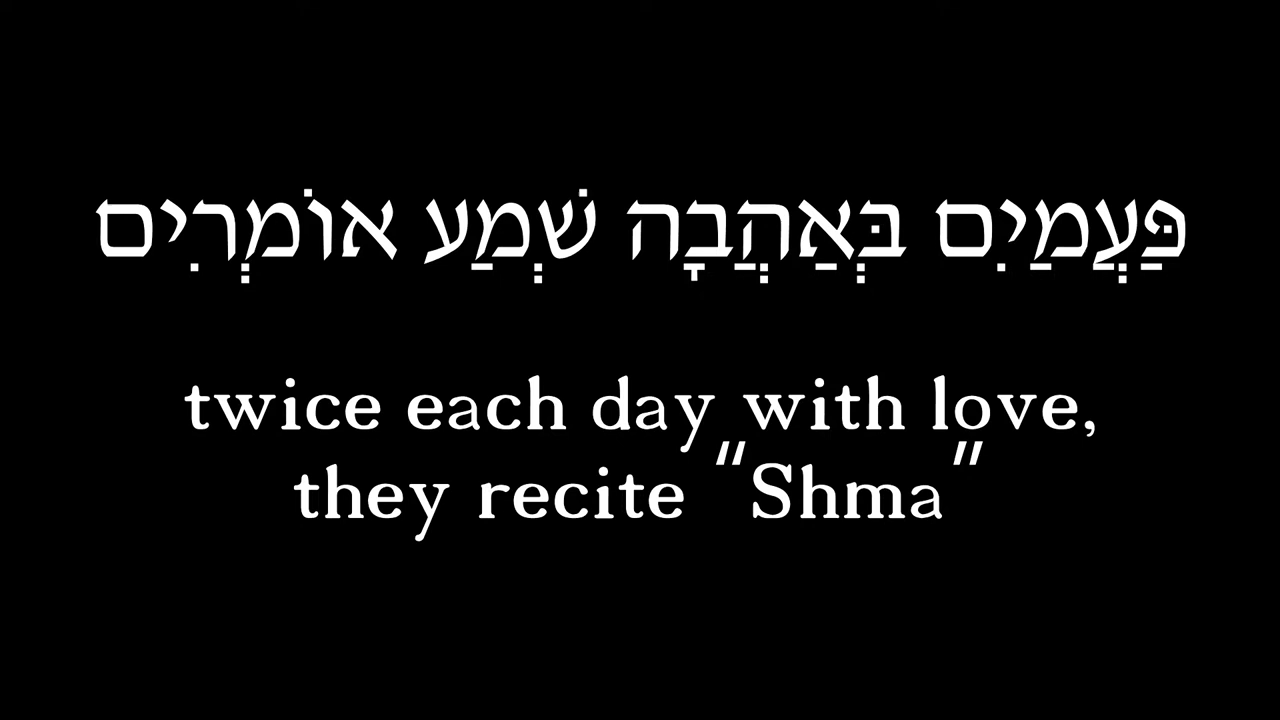 פַּעֲמַיִם בְּאַהֲבָה שְׁמַע אוֹמְרִים
twice each day with love,
they recite "Shma"